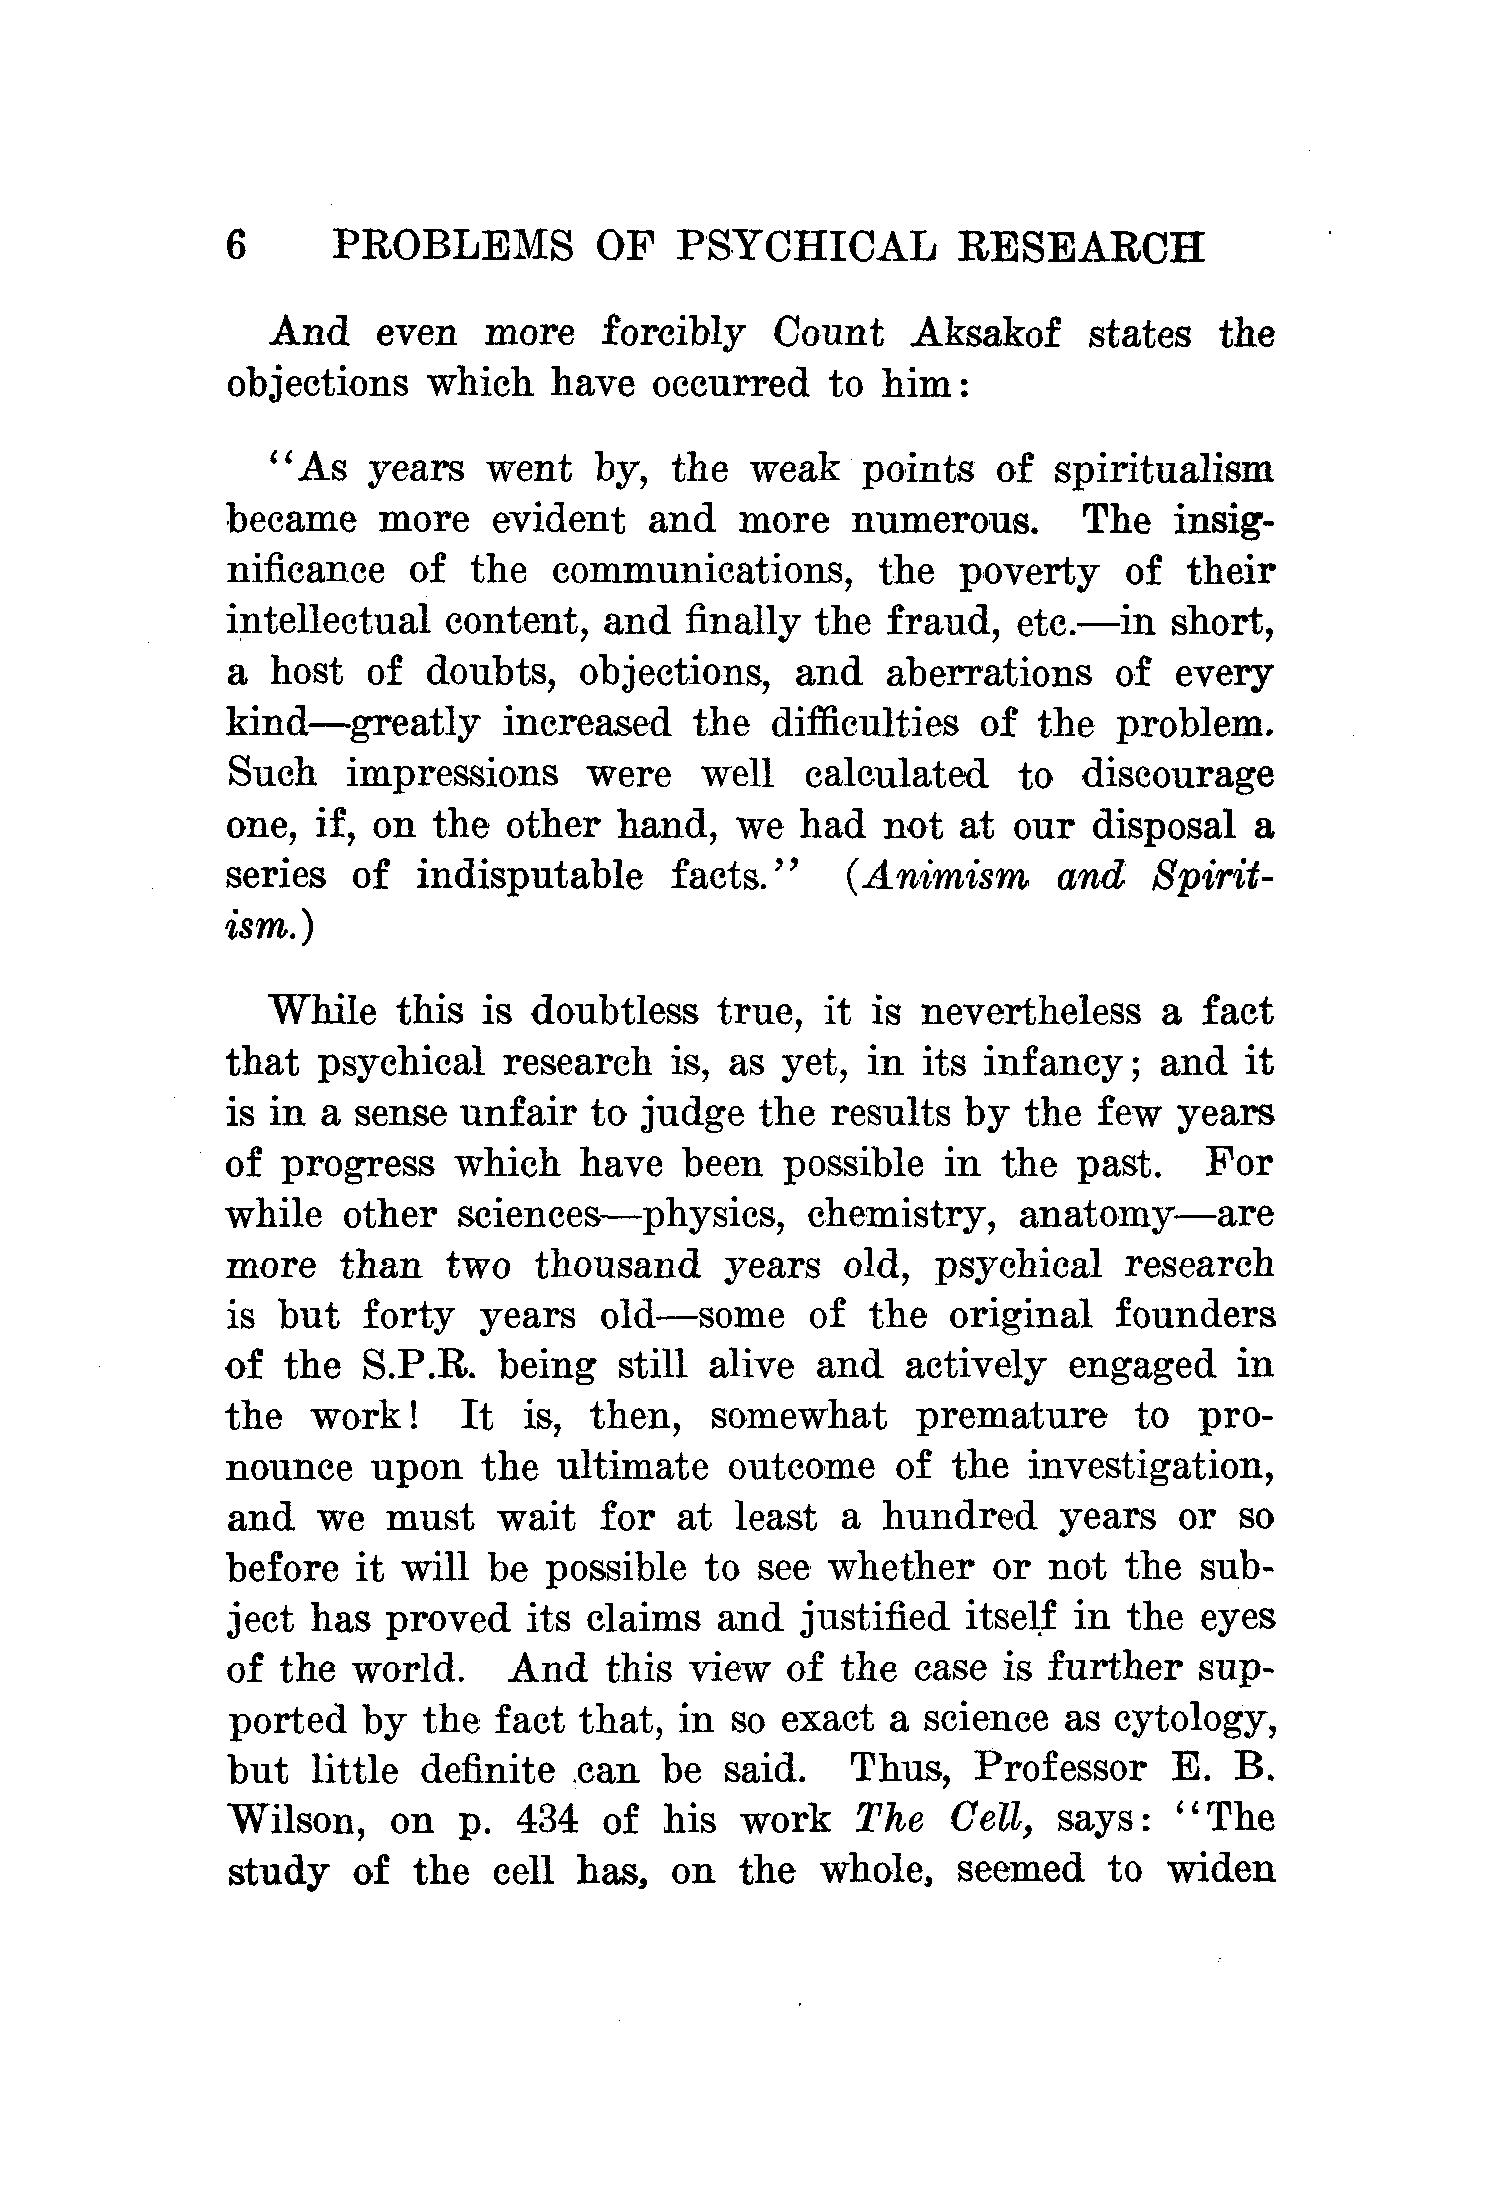 6 PROBLEMS OF PSYCHICAL RESEARCH
And even more forcibly Count Aksakof states the
objections which have occurred to him:
“As years went by, the weak points of spiritualism
became more evident and more numerous. The insig-
nificance of the communications, the poverty of their
intellectual content, and finally the fraud, etc.—in short,
a host of doubts, objections, and aberrations of every
kind—greatly increased the difficulties of the problem.
Such impressions were well calculated to discourage
one, if, on the other hand, we had not at our disposal a
series of indisputable facts.” (Animism and Spirit-
ism.)
While this is doubtless true, it is nevertheless a fact
that psychical research is, as yet, in its infancy; and it
is in a sense unfair to judge the results by the few years
of progress which have been possible in the past. For
while other sciences—physics, chemistry, anatomy—are
more than two thousand years old, psychical research
is but forty years old—some of the original founders
of the S.P.R. being still alive and actively engaged in
the work! It is, then, somewhat premature to pro-
nounce upon the ultimate outcome of the investigation,
and we must wait for at least a hundred years or so
before it will be possible to see whether or not the sub-
ject has proved its claims and justified itself in the eyes
of the world. And this view of the case is further sup-
ported by the fact that, in so exact a science as cytology,
but little definite can be said. Thus, Professor E. B.
Wilson, on p. 434 of his work The Cell, says: “The
study of the cell has, on the whole, seemed to widen